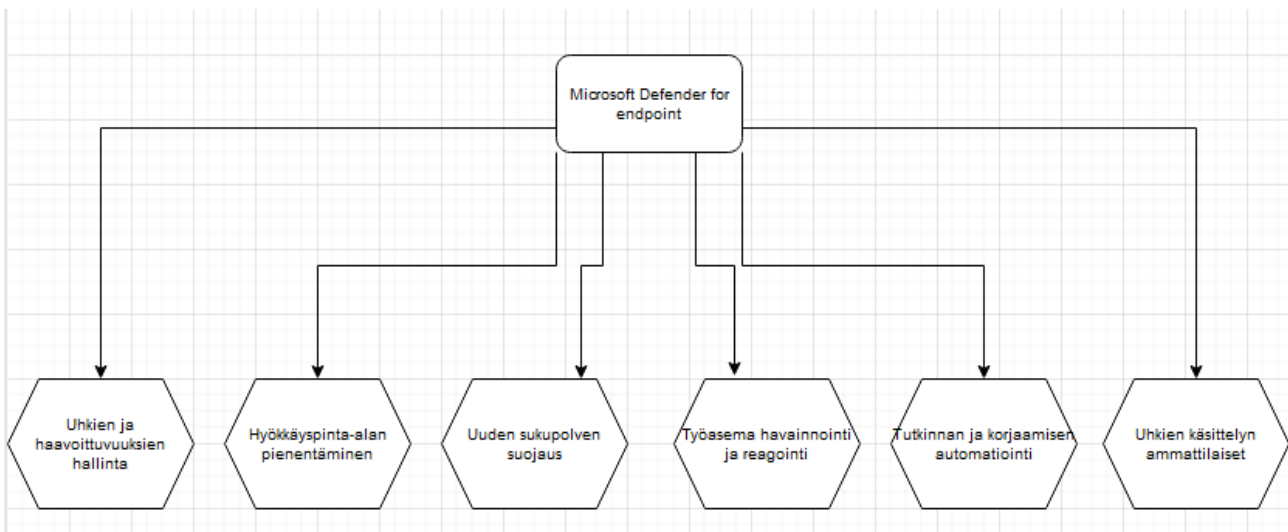 Microsoft Defender for
endpoint
Uhkien ja
haavoittuvuuksien
hallinta
Hyökkäyspinta-alan
pienentäminen
Uuden sukupolven
suojaus
Työasema havainnointi
ja reagointi
Tutkinnan ja korjaamisen
automatiointi
Uhkien käsittelyn
ammattilaiset